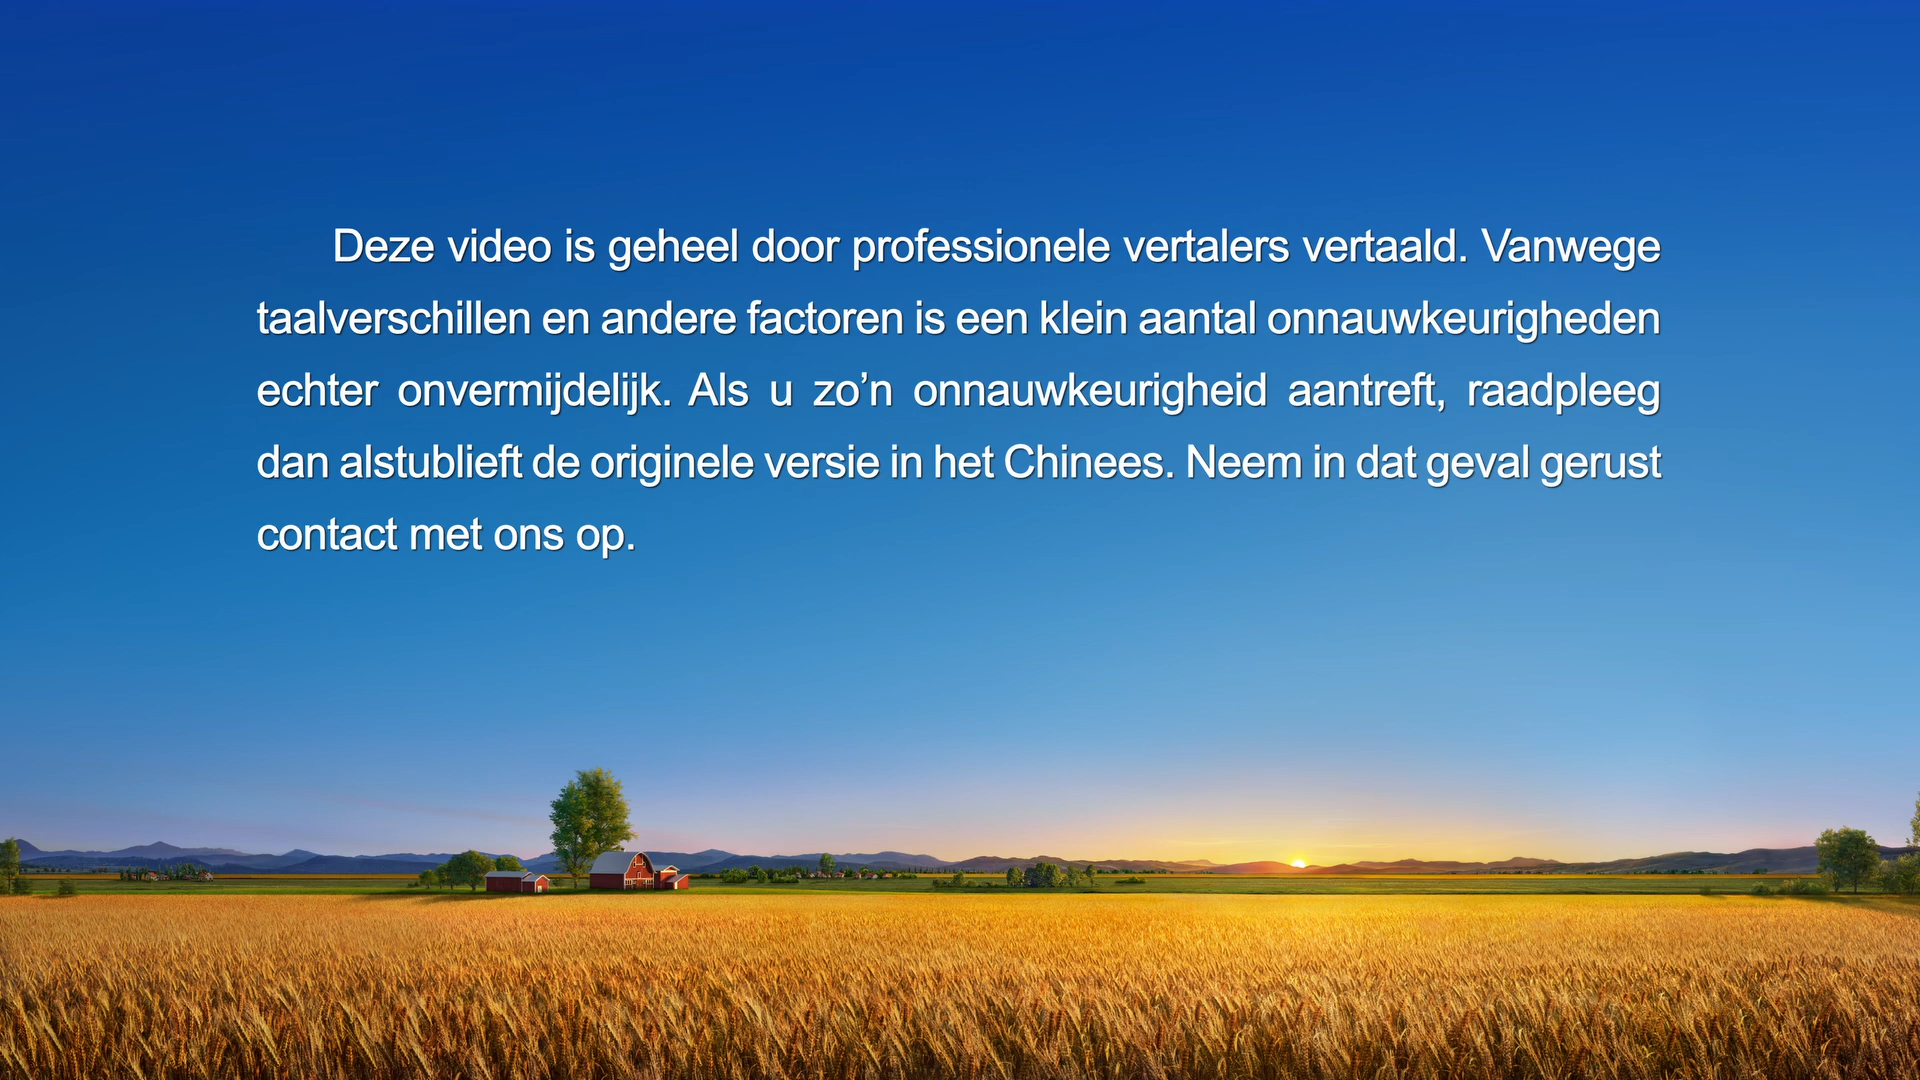 Deze video is geheel door professionele vertalers vertaald. Vanwege
taalverschillen en andere factoren is een klein aantal onnauwkeurigheden
echter onvermijdelijk. Als u zo’n onnauwkeurigheid aantreft, raadpleeg
dan alstublieft de originele versie in het Chinees. Neem in dat geval gerust
contact met ons op.